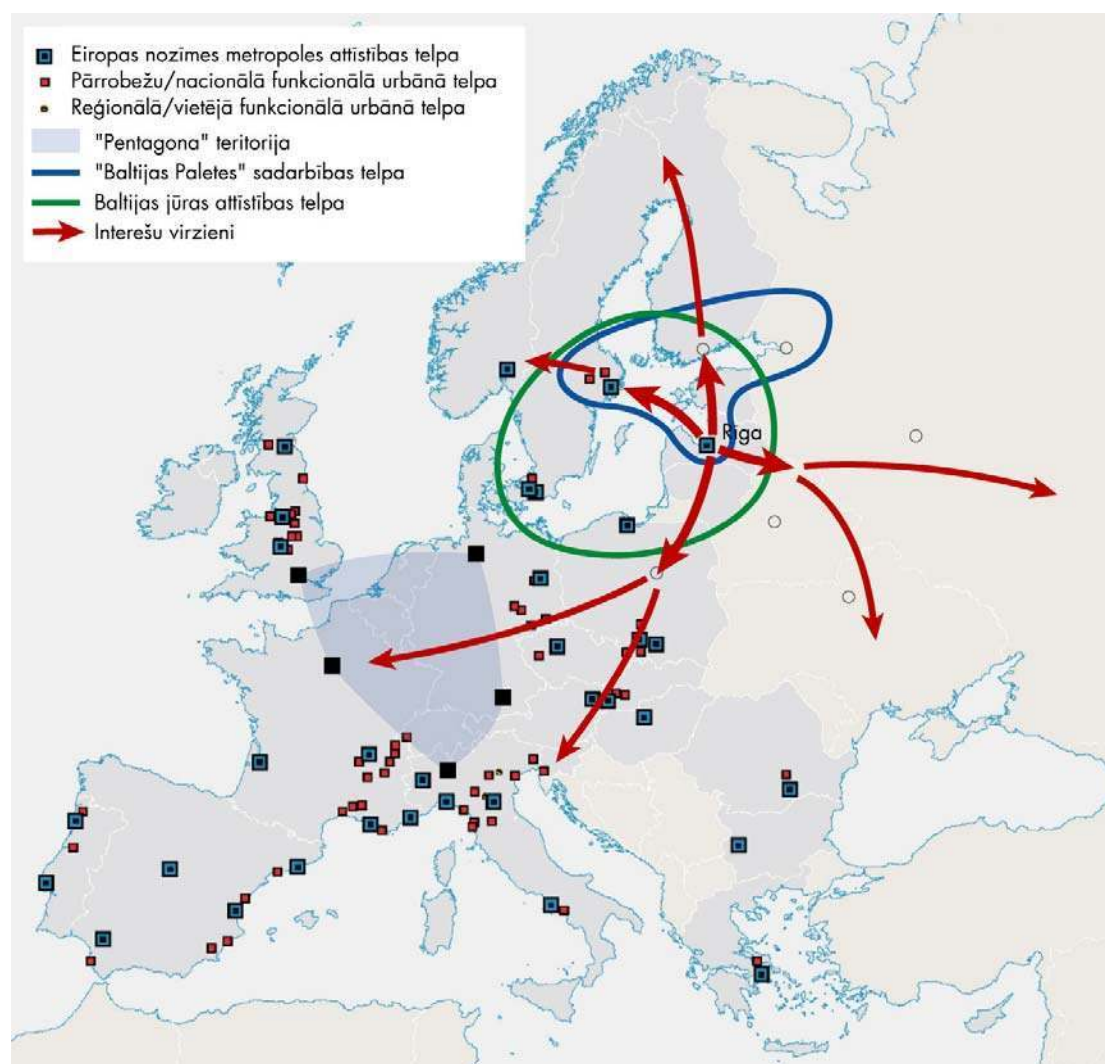 Eiropas nozīmes metropoles attīstības telpa
Pārrobežu/nacionālā funkcionālā urbānā telpa
Reģionālā/vietējā funkcionālā urbānā telpa
"Pentagona" teritorija
"Baltijas Paletes" sadarbības telpa
Baltijas jūras attīstības telpa
Interešu virzieni
Rīga